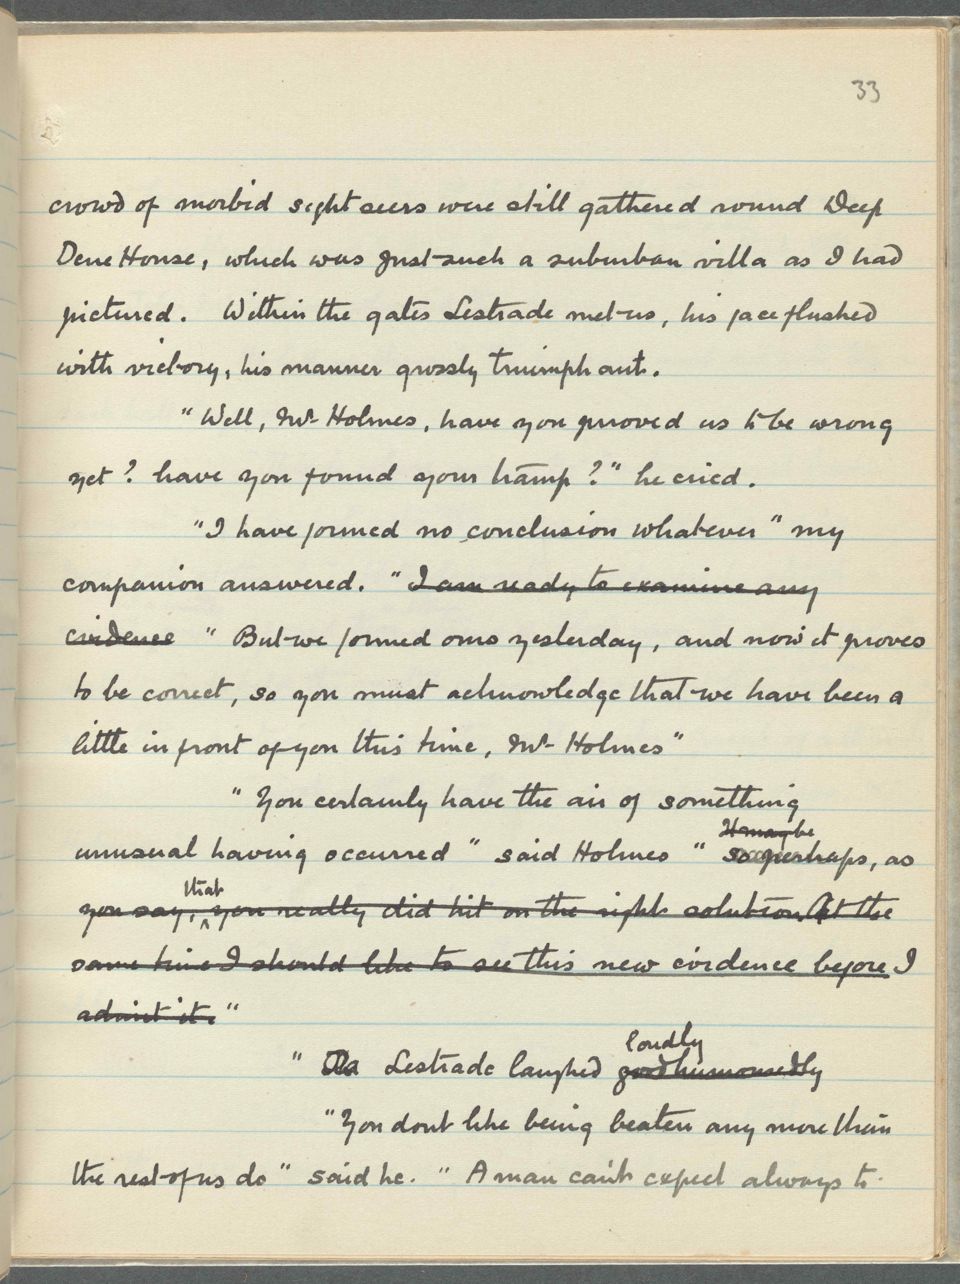 33
crowd of morbid sightseers were still gathered round Deep
Dene House, which was just such a suburban villa as I had
pictured. Within the gates Lestrade met us, his face flushed
with victory, his manner grossly triumphant.
"Well, Mr Holmes, have you proved us to be wrong
yet? have you found your tramp?" he cried.
"I have formed no conclusion whatever" my
companion answered. "I am ready to examine any
evidence " But we formed ours yesterday, and now it proves
to be correct, so you must acknowledge that we have been a
little in front of you this time, Mr Holmes"
"You certainly have the air of something
It may be
unusual having occurred" said Holmes " so perhaps, as
that
you say, you really did hit on the right solution. At the
same time I should like to see this new evidence before I
admit it."
loudly
" Lestrade laughed good humouredly
"You dont like being beaten any more than
the rest of us do" said he. "A man can't expect always to